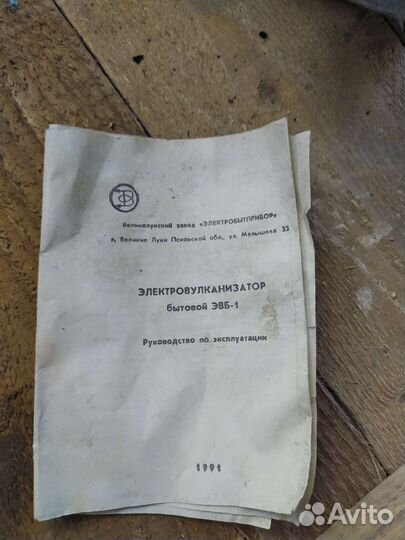 Великолукский завод «ЭЛЕКТРОБЫТПРИБОР»
г. Великие Луки Псковской обл., ул. Малышева 33
ЭЛЕКТРОВУЛКАНИЗАТОР
бытовой ЭВБ-1
Руководство по эксплуатации
1991
Avito